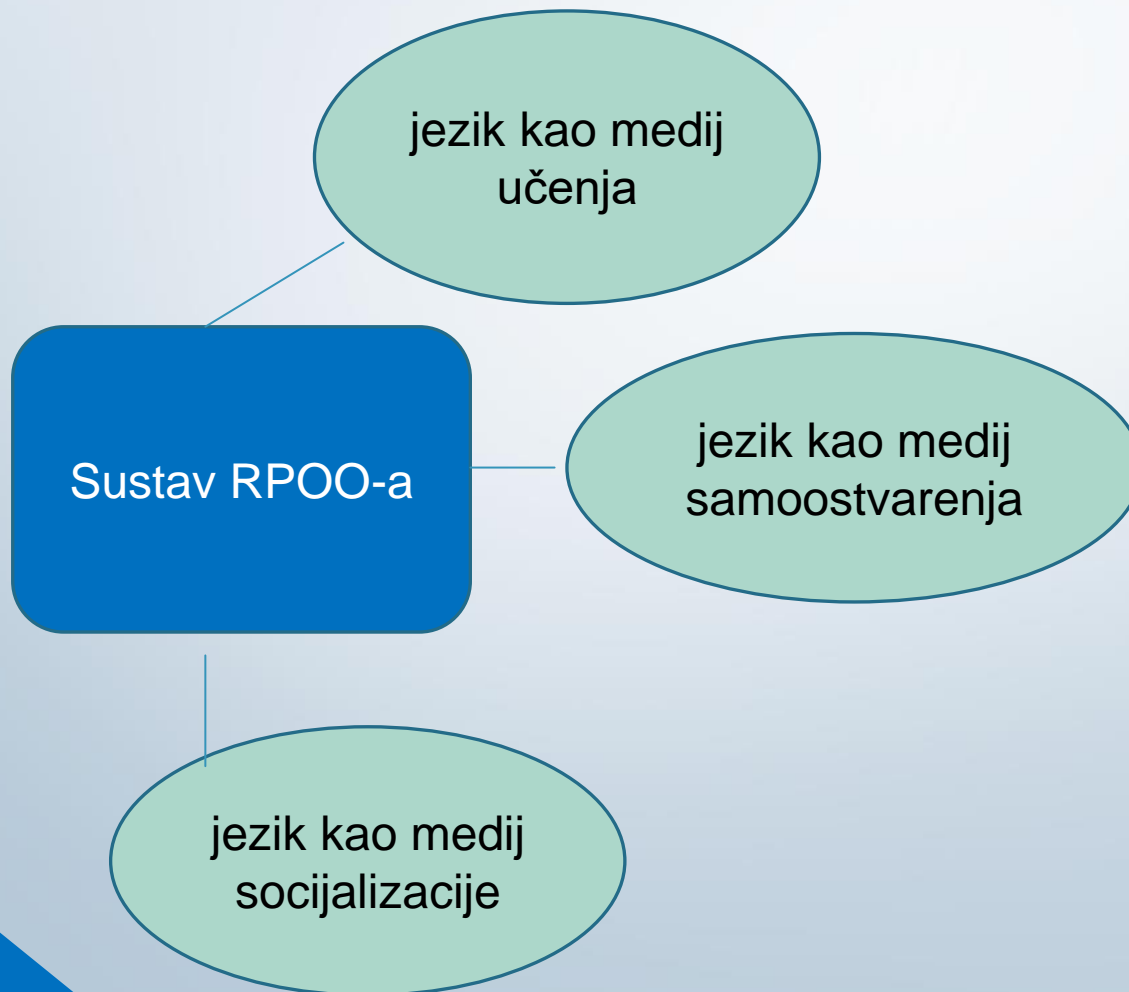 jezik kao medij
učenja
Sustav RPOO-a
jezik kao medij
samoostvarenja
jezik kao medij
socijalizacije